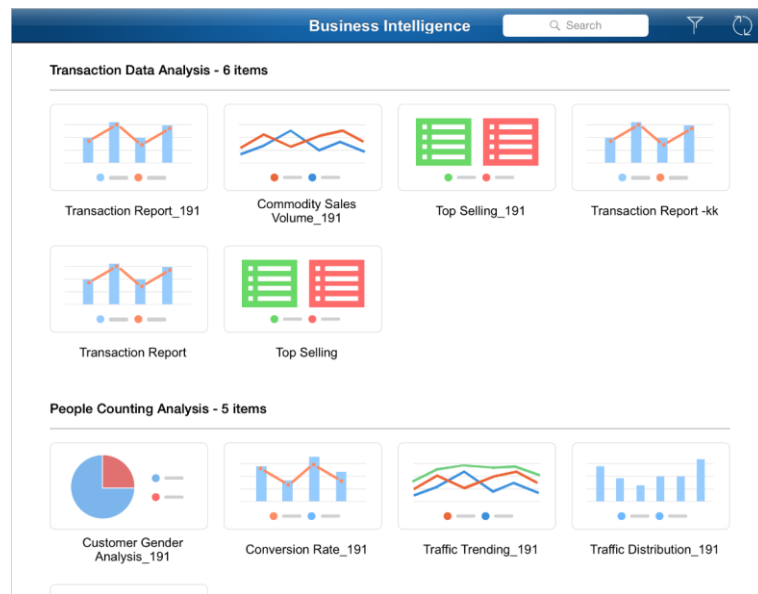 Business Intelligence
Search
Transaction Data Analysis - 6 items
Transaction Report_191
Commodity Sales
Volume_191
Top Selling_191
Transaction Report -kk
Transaction Report
Top Selling
People Counting Analysis - 5 items
Customer Gender
Analysis_191
Conversion Rate_191
Traffic Trending_191
Traffic Distribution_191